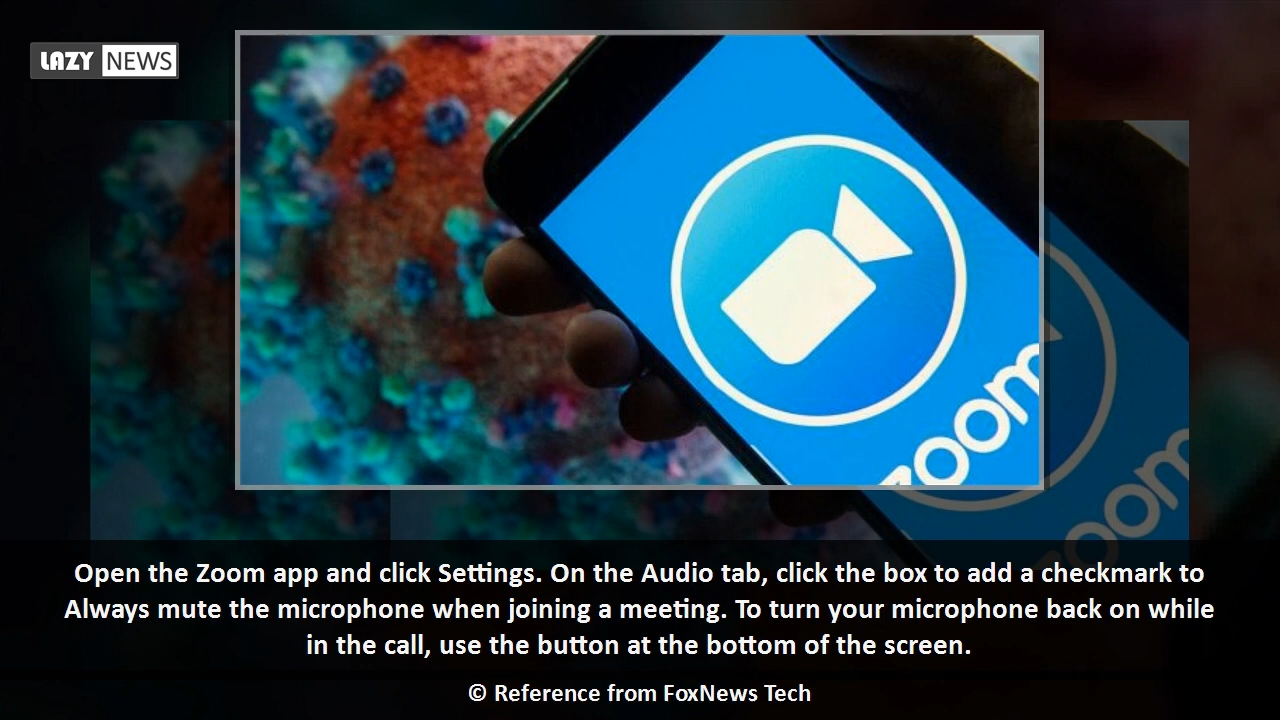 LAZY NEWS
zoom
zoom
Open the Zoom app and click Settings. On the Audio tab, click the box to add a checkmark to
Always mute the microphone when joining a meeting. To turn your microphone back on while
in the call, use the button at the bottom of the screen.
© Reference from FoxNews Tech